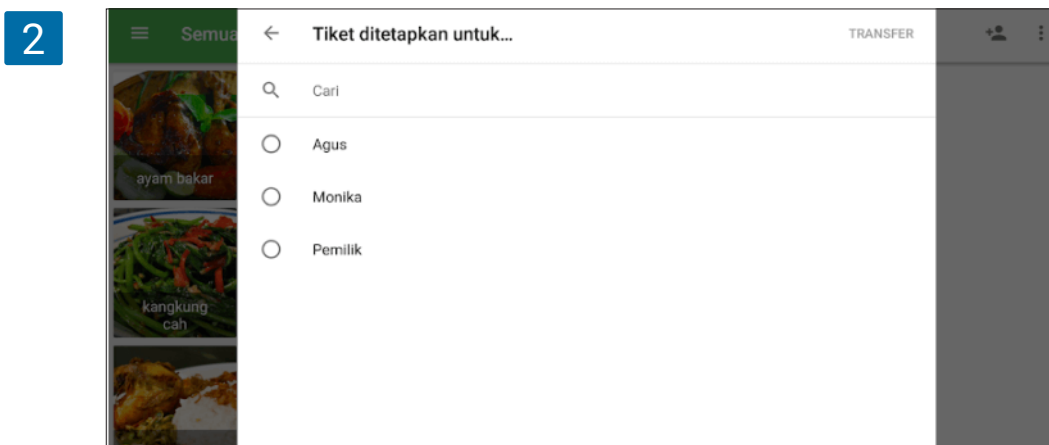 2
Semua
Tiket ditetapkan untuk...
TRANSFER
Cari
Agus
Monika
Pemilik
ayam bakar
kangkung
cah